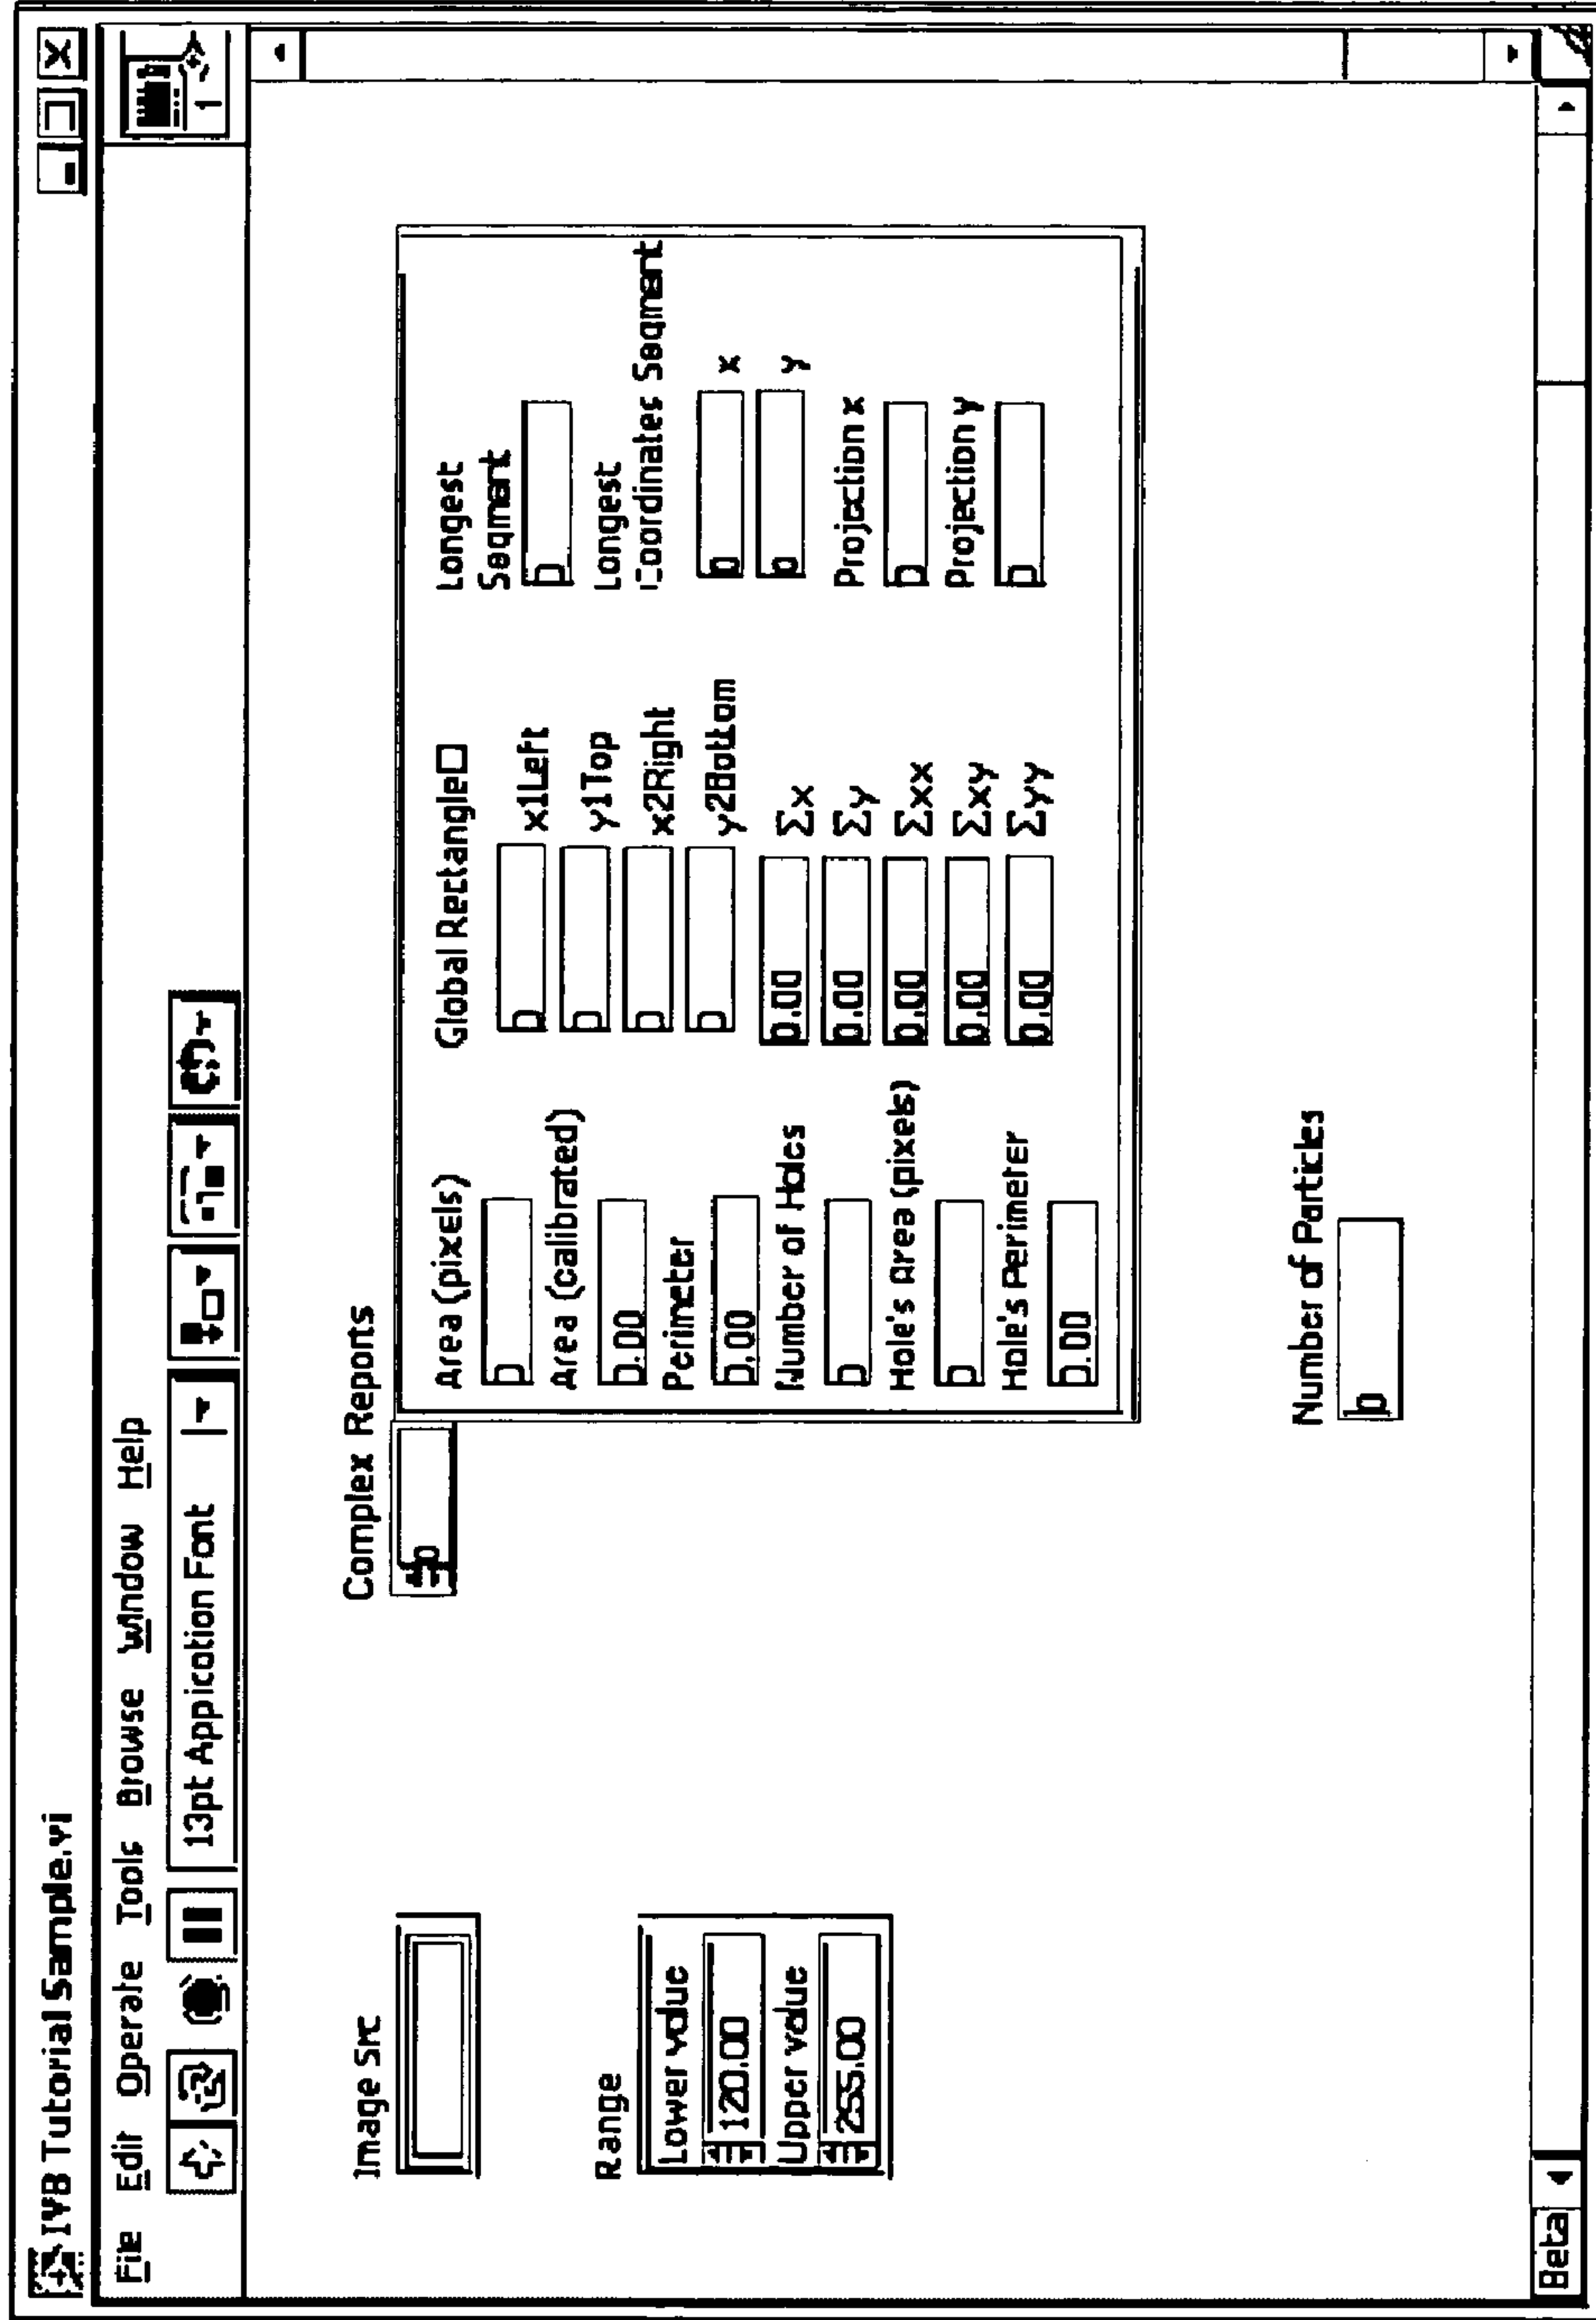 IVB Tutorial Sample.vi
File Edit Operate Tools Browse Window Help
13pt Appication Font
1
Image Src
Range
Lower value
120.00
Upper value
255.00
Complex Reports
0
Area (pixels)
0
Area (calibrated)
0.00
Perimeter
0.00
Number of Holes
0
Hole's Area (pixels)
0
Hole's Perimeter
0.00
Global Rectangle
0 x1Left
0 y1Top
0 x2Right
0 y2Bottom
0.00 Σx
0.00 Σy
0.00 Σxx
0.00 Σxy
0.00 Σyy
Longest
Segment
0
Longest
Coordinates Segment
0 x
0 y
Projection x
0
Projection y
0
Number of Particles
0
Beta